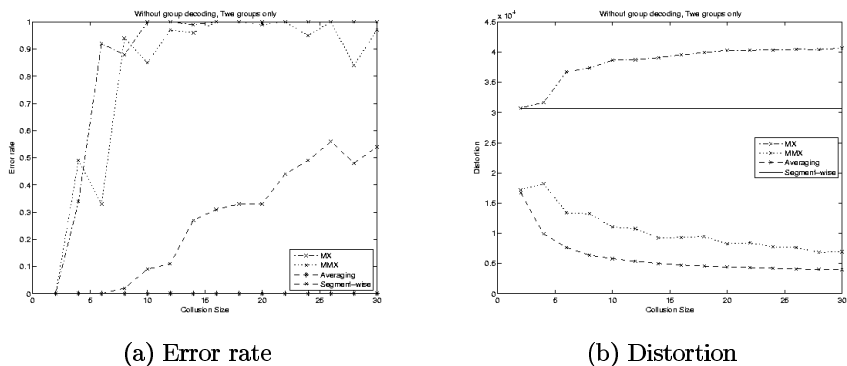 Without group decoding, Two groups only
1
0.9
0.8
0.7
0.6
0.5
0.4
0.3
0.2
0.1
0
Error rate
0 5 10 15 20 25 30
Collusion Size
MX
MMX
Averaging
Segment-wise
(a) Error rate
Without group decoding, Two groups only
x 10⁻⁴
4.5
4
3.5
3
2.5
2
1.5
1
0.5
0
Distortion
0 5 10 15 20 25 30
Collusion Size
MX
MMX
Averaging
Segment-wise
(b) Distortion